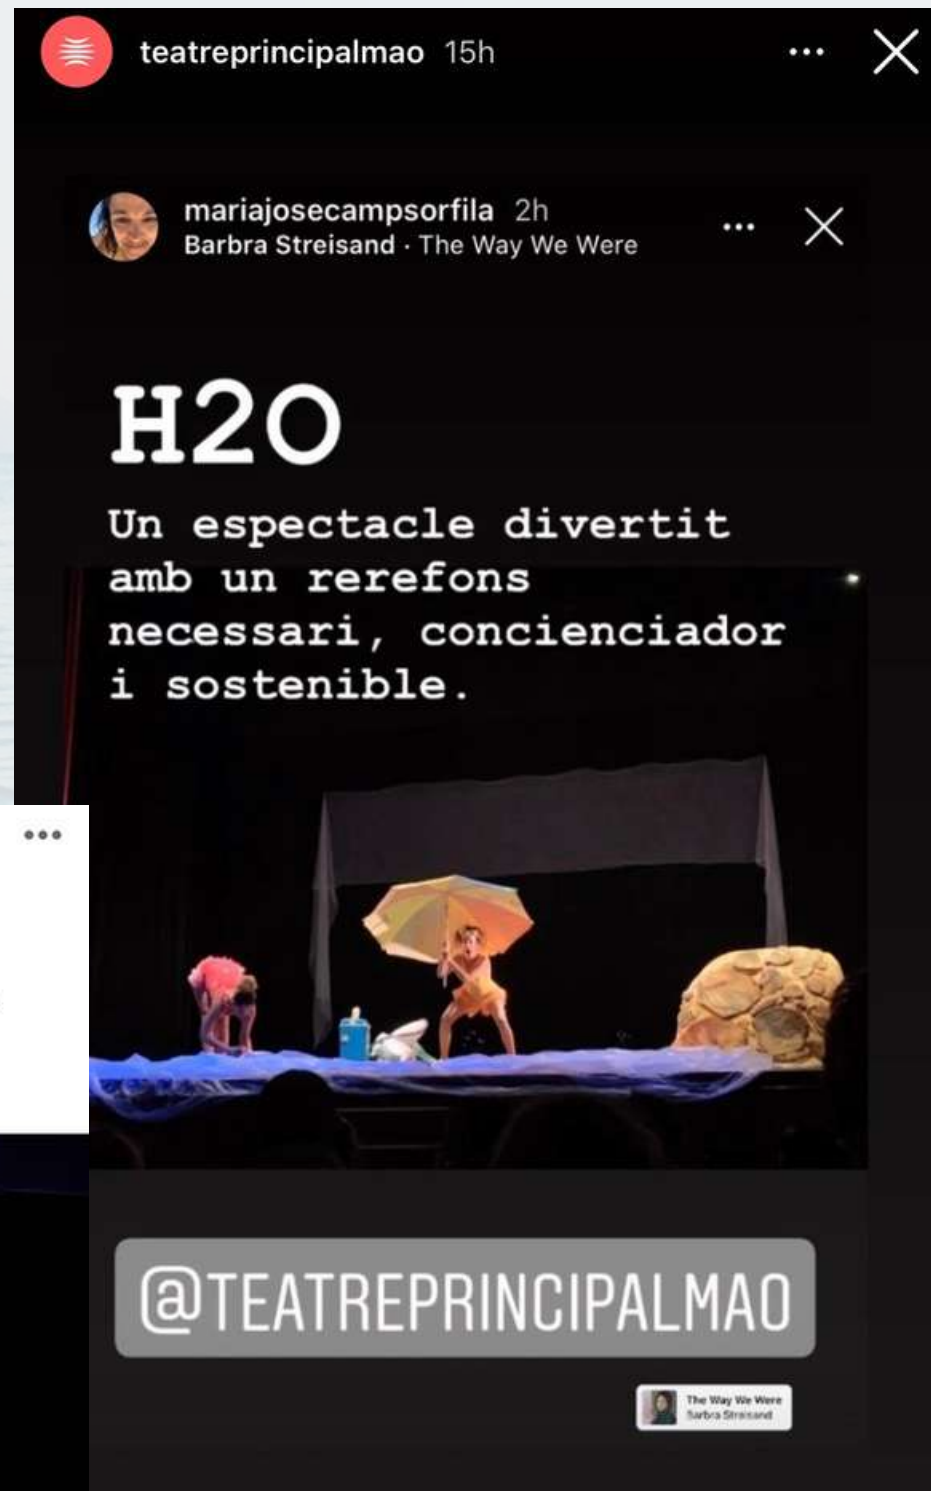 teatreprincipalmao 15h
mariajosecampsorfila 2h
Barbra Streisand · The Way We Were
H2O
Un espectacle divertit
amb un rerefons
necessari, concienciador
i sostenible.
@TEATREPRINCIPALMAO
The Way We Were
Barbra Streisand